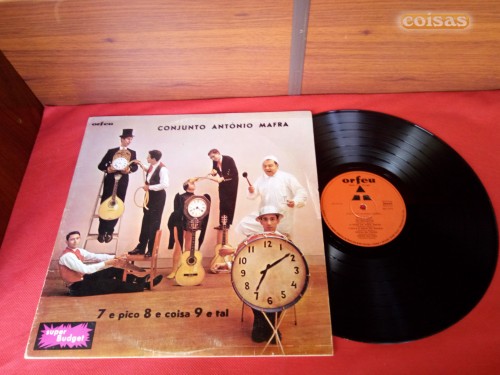 coisas
orfeu
CONJUNTO ANTÓNIO MAFRA
orfeu
7 e pico 8 e coisa 9 e tal
super
Budget